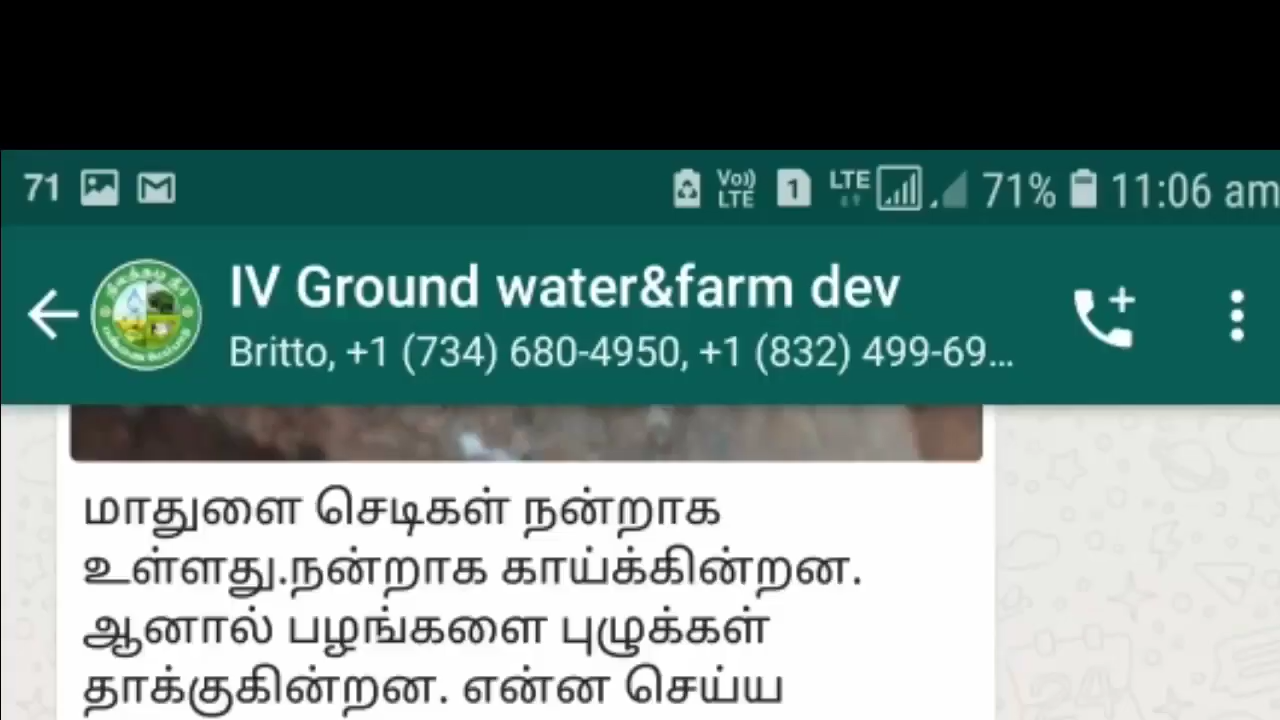 71 Vo)) LTE 1 LTE 71% 11:06 am
IV Ground water&farm dev
Britto, +1 (734) 680-4950, +1 (832) 499-69...
மாதுளை செடிகள் நன்றாக
உள்ளது.நன்றாக காய்க்கின்றன.
ஆனால் பழங்களை புழுக்கள்
தாக்குகின்றன. என்ன செய்ய